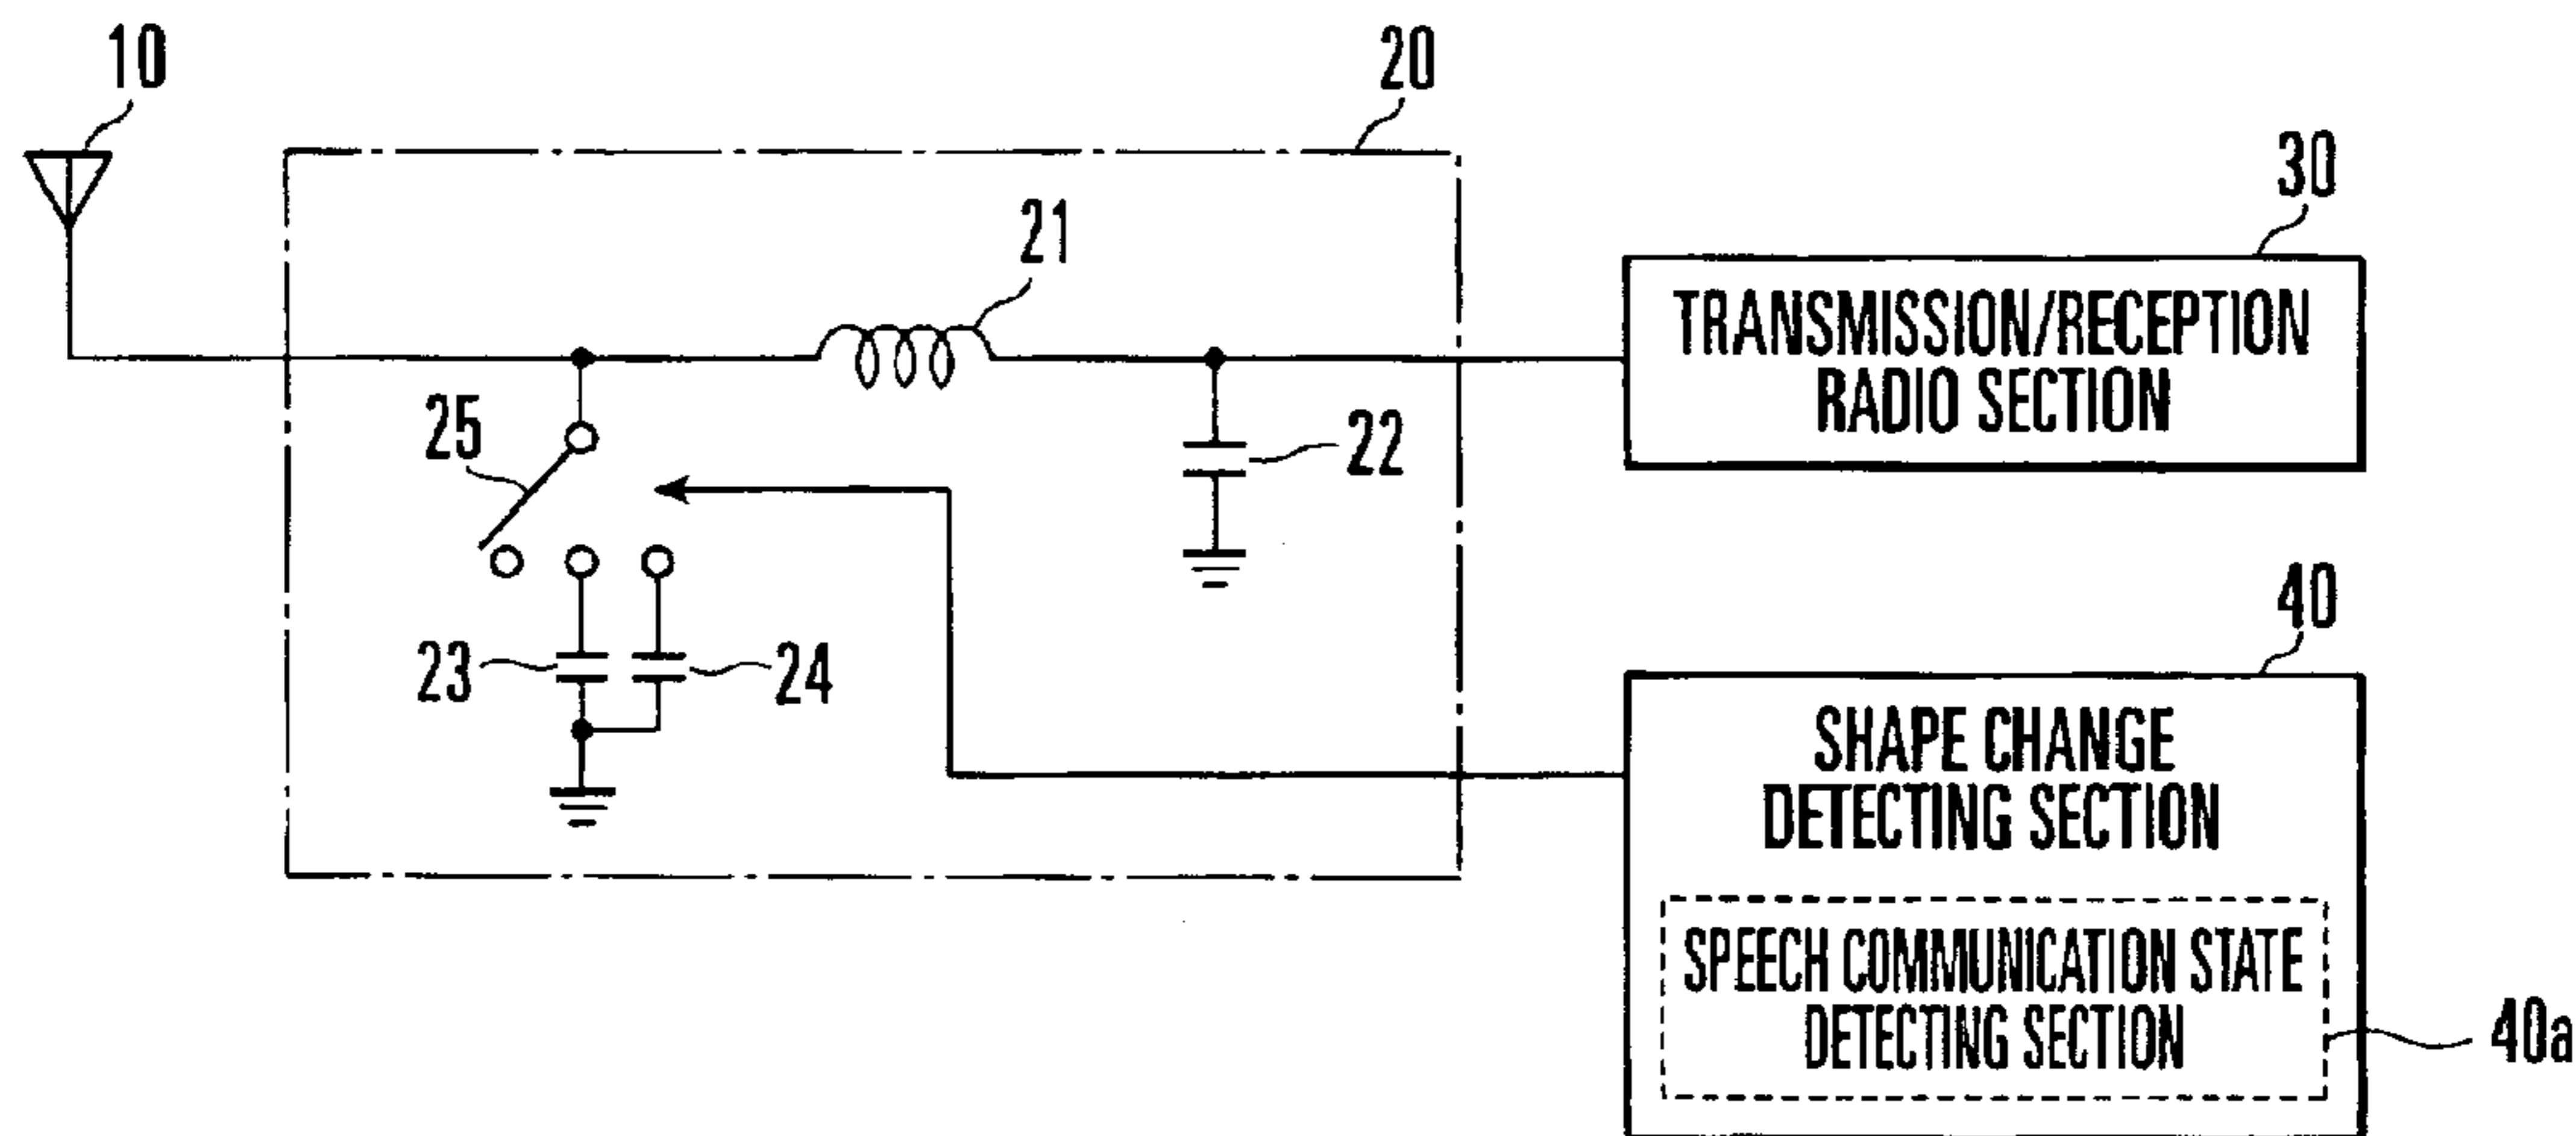 10
20
30
21
TRANSMISSION/RECEPTION
RADIO SECTION
25
22
40
23
24
SHAPE CHANGE
DETECTING SECTION
SPEECH COMMUNICATION STATE
DETECTING SECTION
40a